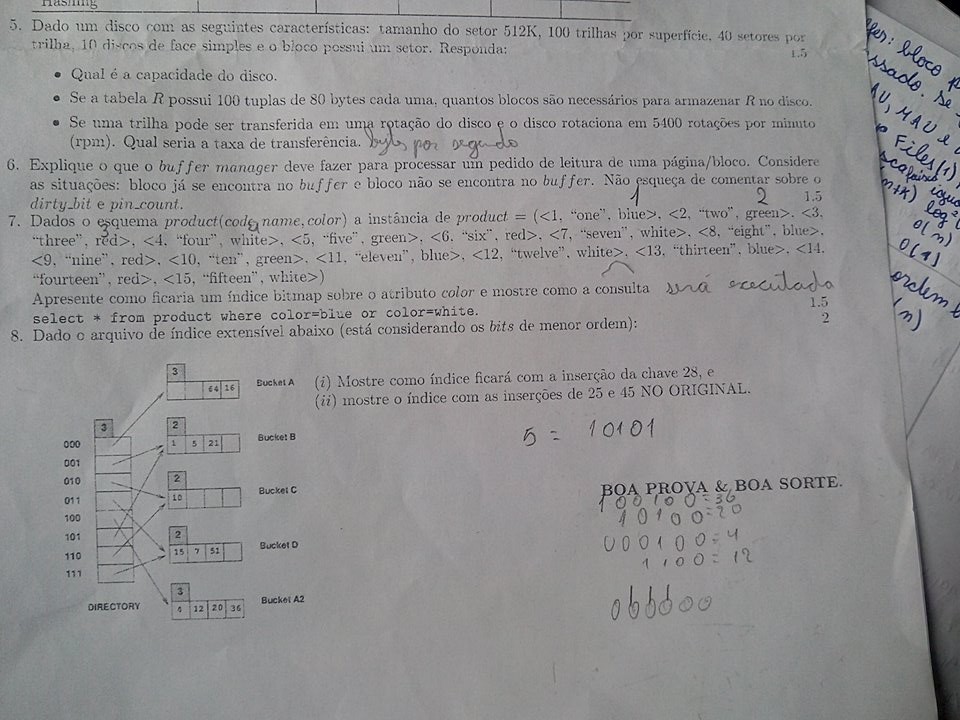 Hashing
5. Dado um disco com as seguintes características: tamanho do setor 512K, 100 trilhas por superfície, 40 setores por
trilha, 10 discos de face simples e o bloco possui um setor. Responda:
1.5
• Qual é a capacidade do disco.
• Se a tabela R possui 100 tuplas de 80 bytes cada uma, quantos blocos são necessários para armazenar R no disco.
• Se uma trilha pode ser transferida em uma rotação do disco e o disco rotaciona em 5400 rotações por minuto
(rpm). Qual seria a taxa de transferência. bytes por segundo
6. Explique o que o buffer manager deve fazer para processar um pedido de leitura de uma página/bloco. Considere
as situações: bloco já se encontra no buffer e bloco não se encontra no buffer. Não esqueça de comentar sobre o
1 2
dirty_bit e pin_count.
1.5
7. Dados o esquema product(code, name, color) a instância de product = (<1, "one", blue>, <2, "two", green>, <3,
"three", red>, <4, "four", white>, <5, "five", green>, <6, "six", red>, <7, "seven", white>, <8, "eight", blue>,
<9, "nine", red>, <10, "ten", green>, <11, "eleven", blue>, <12, "twelve", white>, <13, "thirteen", blue>, <14,
"fourteen", red>, <15, "fifteen", white>)
Apresente como ficaria um índice bitmap sobre o atributo color e mostre como a consulta será executada
select * from product where color=blue or color=white.
1.5
8. Dado o arquivo de índice extensível abaixo (está considerando os bits de menor ordem):
2
(i) Mostre como índice ficará com a inserção da chave 28, e
(ii) mostre o índice com as inserções de 25 e 45 NO ORIGINAL.
3
64 16
Bucket A
3
2
1 5 21
Bucket B
000
001
010
011
100
101
110
111
DIRECTORY
2
10
Bucket C
2
15 7 51
Bucket D
3
12 20 36
Bucket A2
5 = 10101
BOA PROVA & BOA SORTE.
100100=36
10100=20
000100=4
1100=12
bloco
ssado. Se
MAU e
Files(1)
log²
o(n)
o(1)
ordem
(n)